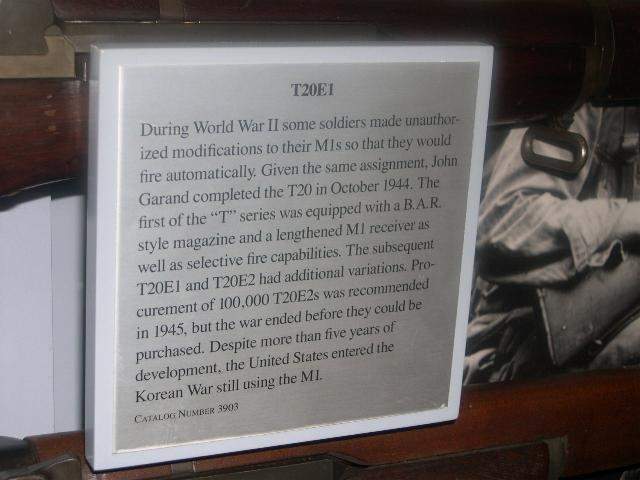 T20E1
During World War II some soldiers made unauthor-
ized modifications to their M1s so that they would
fire automatically. Given the same assignment, John
Garand completed the T20 in October 1944. The
first of the “T” series was equipped with a B.A.R.
style magazine and a lengthened M1 receiver as
well as selective fire capabilities. The subsequent
T20E1 and T20E2 had additional variations. Pro-
curement of 100,000 T20E2s was recommended
in 1945, but the war ended before they could be
purchased. Despite more than five years of
development, the United States entered the
Korean War still using the M1.
CATALOG NUMBER 3903